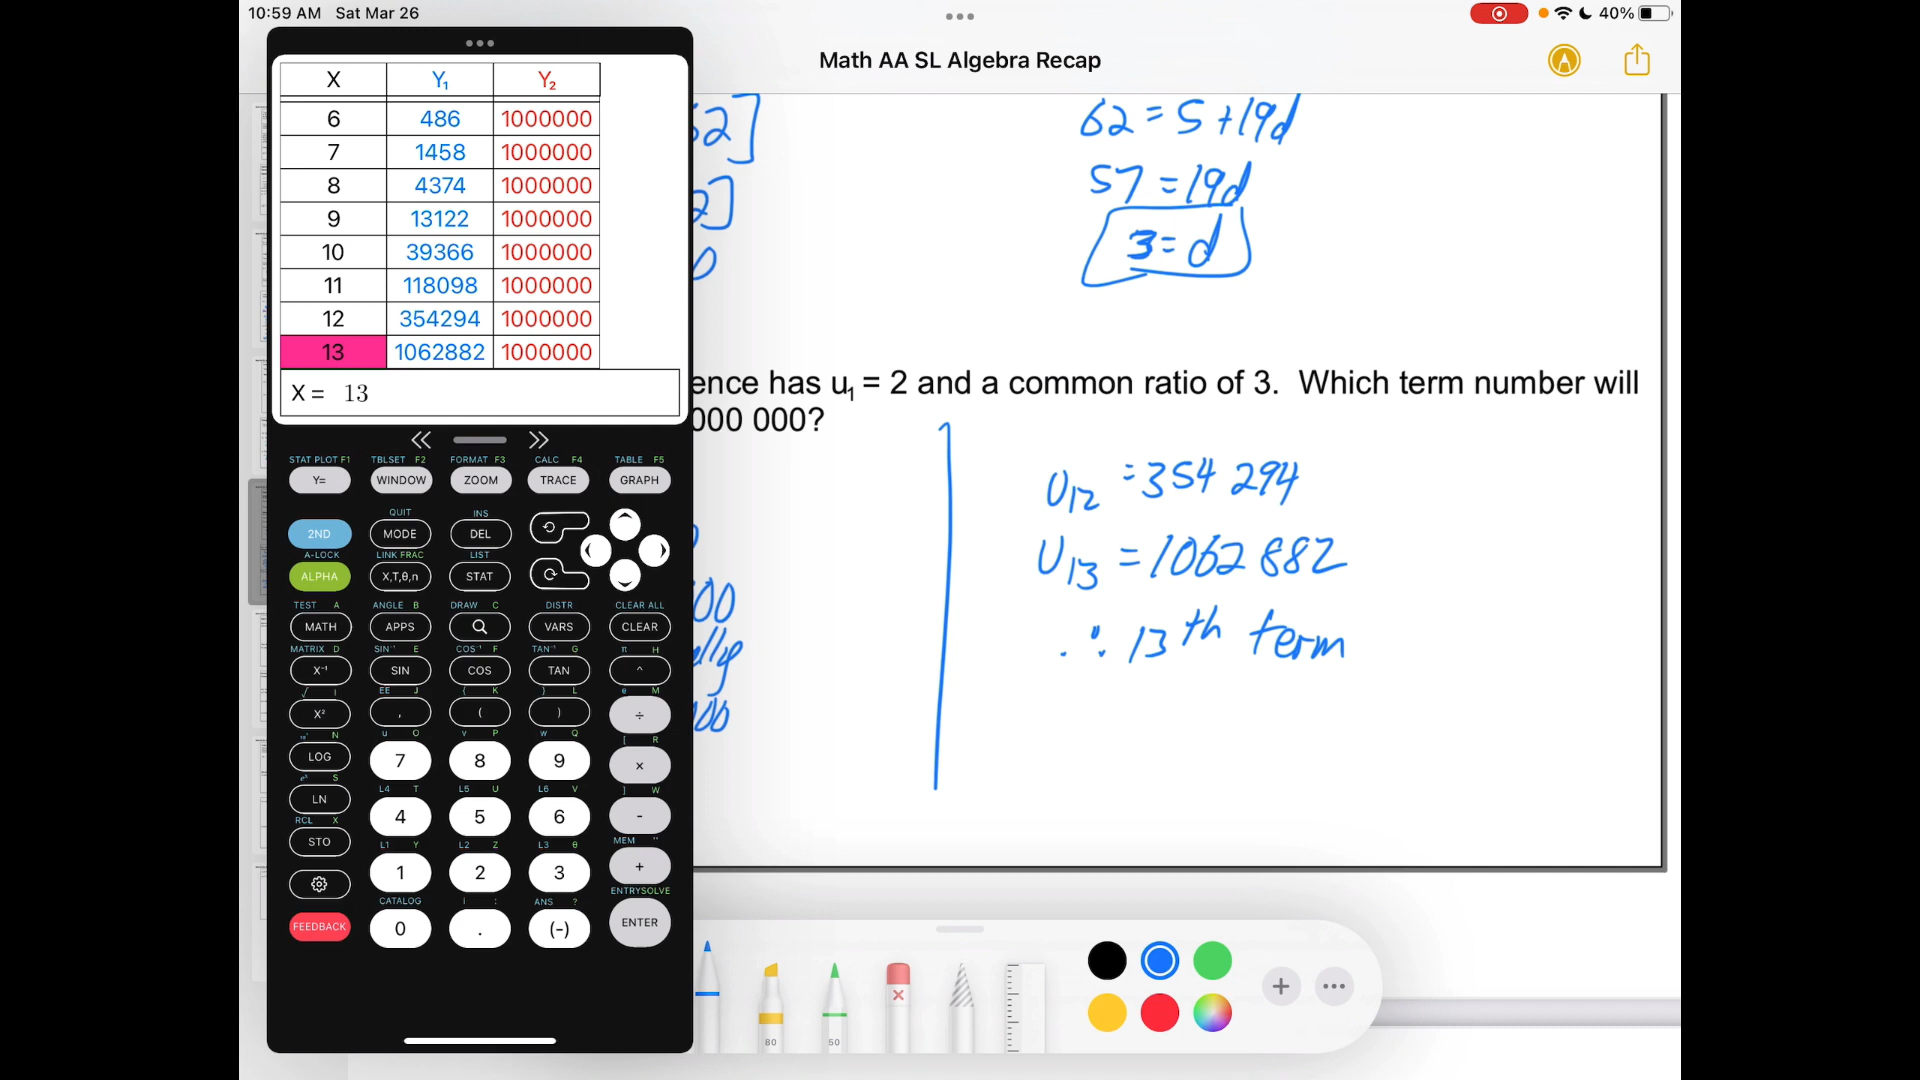 10:59 AM Sat Mar 26
40%
Math AA SL Algebra Recap
X Y₁ Y₂
6 486 1000000
7 1458 1000000
8 4374 1000000
9 13122 1000000
10 39366 1000000
11 118098 1000000
12 354294 1000000
13 1062882 1000000
X = 13
STAT PLOT F1 TBLSET F2 FORMAT F3 CALC F4 TABLE F5
Y= WINDOW ZOOM TRACE GRAPH
QUIT INS
2ND MODE DEL
A-LOCK LINK FRAC LIST
ALPHA X,T,θ,n STAT
TEST A ANGLE B DRAW C DISTR CLEAR ALL
MATH APPS VARS CLEAR
MATRIX D SIN⁻¹ E COS⁻¹ F TAN⁻¹ G π H
X⁻¹ SIN COS TAN ^
√ I EE J { K } L e M
X² , ( ) ÷
N u O v P w Q [ R
LOG 7 8 9 ×
eˣ S L4 T L5 U L6 V ] W
LN 4 5 6 -
RCL X L1 Y L2 Z L3 θ MEM "
STO 1 2 3 +
CATALOG i : ANS ? ENTRY SOLVE
FEEDBACK 0 . (-) ENTER
52]
2]
0
62 = 5 + 19d
57 = 19d
3 = d
ence has u₁ = 2 and a common ratio of 3. Which term number will
000 000?
00
lly
000
U₁₂ = 354 294
U₁₃ = 1062 882
∴ 13th term
80 50